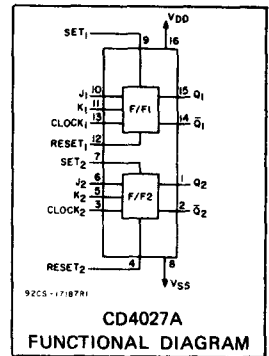 SET1
9
VDD
16
J1 10
K1 11
CLOCK1 13
F/F1
15 Q1
14 Q̅1
RESET1 12
SET2 7
J2 6
K2 5
CLOCK2 3
F/F2
1 Q2
2 Q̅2
RESET2 4
8
VSS
92CS-17187R1
CD4027A
FUNCTIONAL DIAGRAM